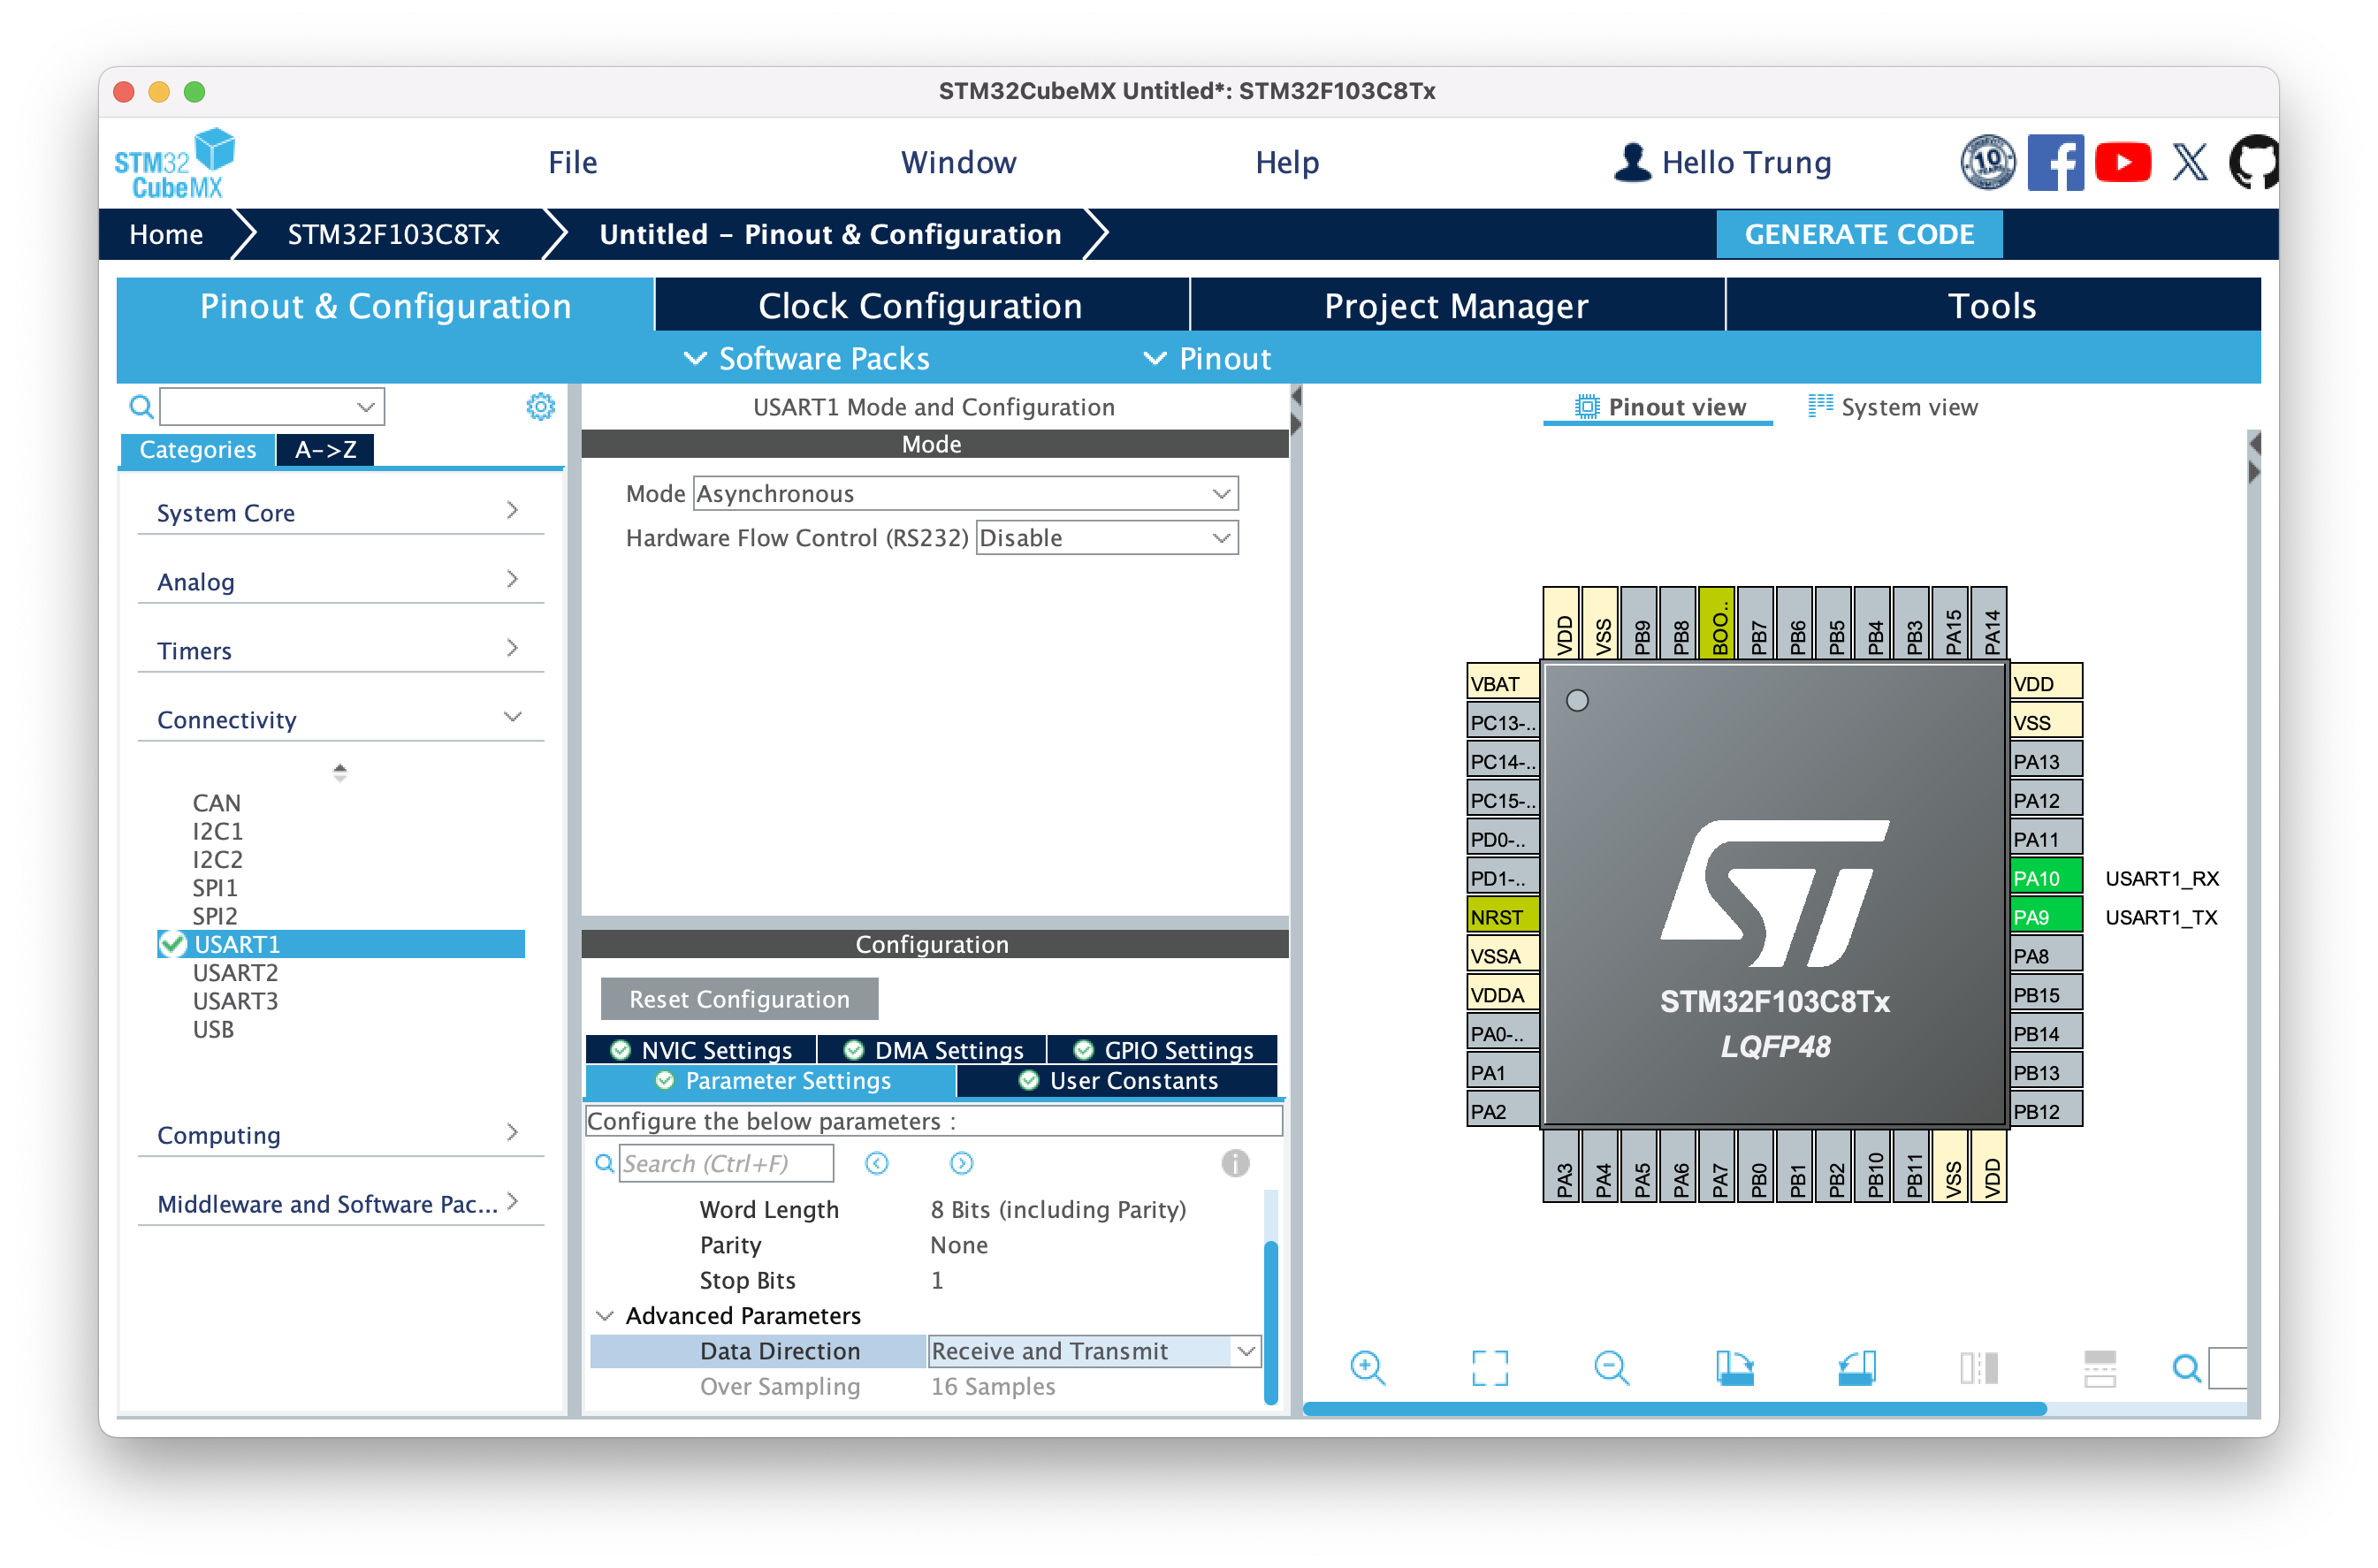 STM32CubeMX Untitled*: STM32F103C8Tx
STM32
CubeMX
File
Window
Help
Hello Trung
10
Home
STM32F103C8Tx
Untitled – Pinout & Configuration
GENERATE CODE
Pinout & Configuration
Clock Configuration
Project Manager
Tools
Software Packs
Pinout
Categories
A->Z
System Core
Analog
Timers
Connectivity
CAN
I2C1
I2C2
SPI1
SPI2
USART1
USART2
USART3
USB
Computing
Middleware and Software Pac...
USART1 Mode and Configuration
Mode
Mode Asynchronous
Hardware Flow Control (RS232) Disable
Configuration
Reset Configuration
NVIC Settings
DMA Settings
GPIO Settings
Parameter Settings
User Constants
Configure the below parameters :
Search (Ctrl+F)
Word Length 8 Bits (including Parity)
Parity None
Stop Bits 1
Advanced Parameters
Data Direction Receive and Transmit
Over Sampling 16 Samples
Pinout view
System view
VDD
VSS
PB9
PB8
BOO..
PB7
PB6
PB5
PB4
PB3
PA15
PA14
VBAT
PC13-..
PC14-..
PC15-..
PD0-..
PD1-..
NRST
VSSA
VDDA
PA0-..
PA1
PA2
ST
STM32F103C8Tx
LQFP48
VDD
VSS
PA13
PA12
PA11
PA10 USART1_RX
PA9 USART1_TX
PA8
PB15
PB14
PB13
PB12
PA3
PA4
PA5
PA6
PA7
PB0
PB1
PB2
PB10
PB11
VSS
VDD